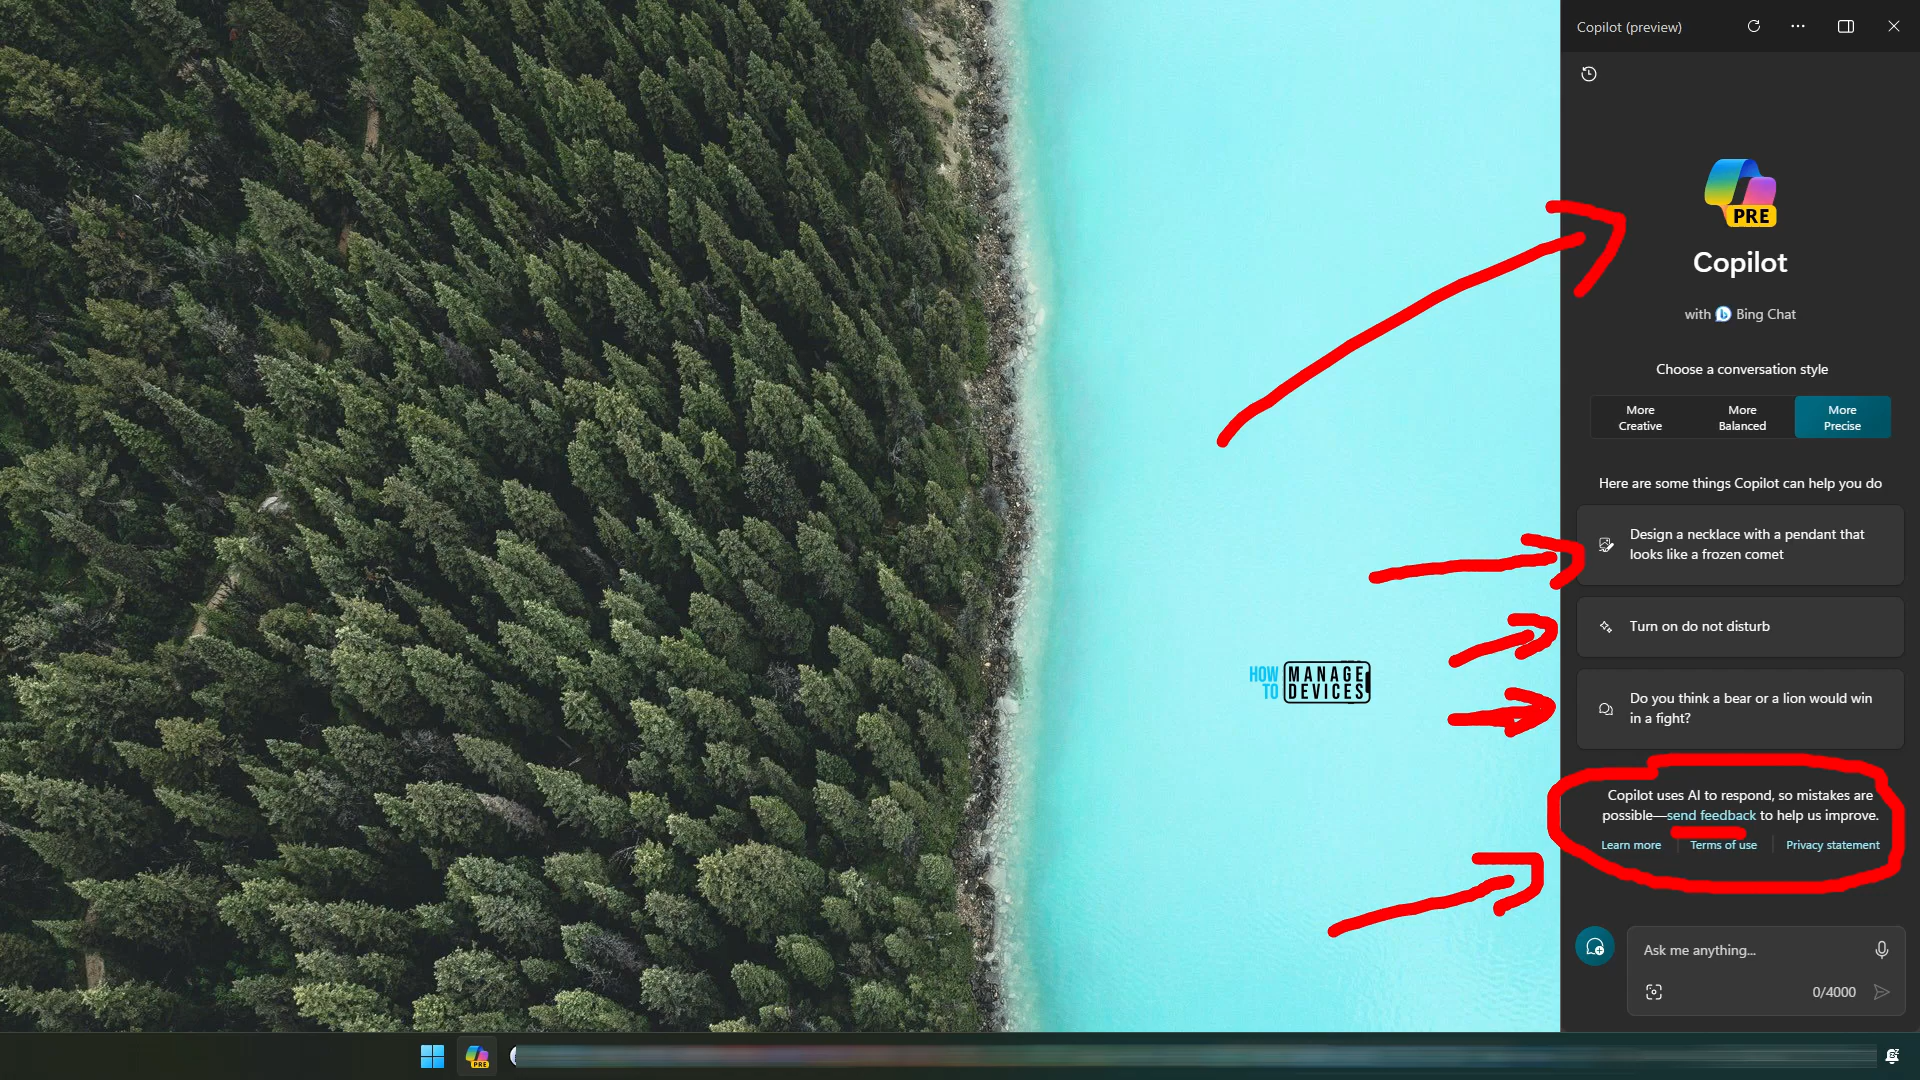 Copilot (preview)
PRE
Copilot
with Bing Chat
Choose a conversation style
More
Creative
More
Balanced
More
Precise
Here are some things Copilot can help you do
Design a necklace with a pendant that
looks like a frozen comet
Turn on do not disturb
Do you think a bear or a lion would win
in a fight?
HOW
TO
MANAGE
DEVICES
Copilot uses AI to respond, so mistakes are
possible—send feedback to help us improve.
Learn more
Terms of use
Privacy statement
Ask me anything...
0/4000
PRE